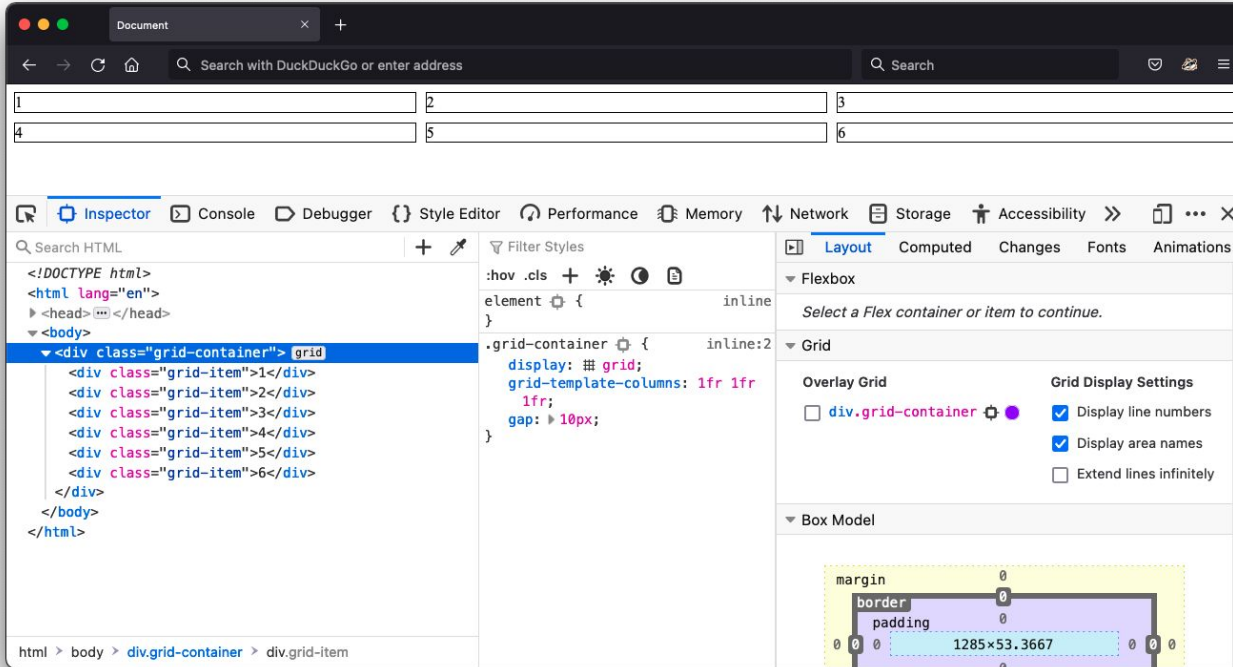 Document
Search with DuckDuckGo or enter address
Search
1
2
3
4
5
6
Inspector
Console
Debugger
{} Style Editor
Performance
Memory
Network
Storage
Accessibility
Search HTML
<!DOCTYPE html>
<html lang="en">
<head> ··· </head>
<body>
<div class="grid-container"> grid
<div class="grid-item">1</div>
<div class="grid-item">2</div>
<div class="grid-item">3</div>
<div class="grid-item">4</div>
<div class="grid-item">5</div>
<div class="grid-item">6</div>
</div>
</body>
</html>
html > body > div.grid-container > div.grid-item
Filter Styles
:hov .cls
element { inline
}
.grid-container { inline:2
display: grid;
grid-template-columns: 1fr 1fr
1fr;
gap: 10px;
}
Layout
Computed
Changes
Fonts
Animations
Flexbox
Select a Flex container or item to continue.
Grid
Overlay Grid
div.grid-container
Grid Display Settings
Display line numbers
Display area names
Extend lines infinitely
Box Model
margin 0
border 0
padding 0
0 0 0 1285×53.3667 0 0 0